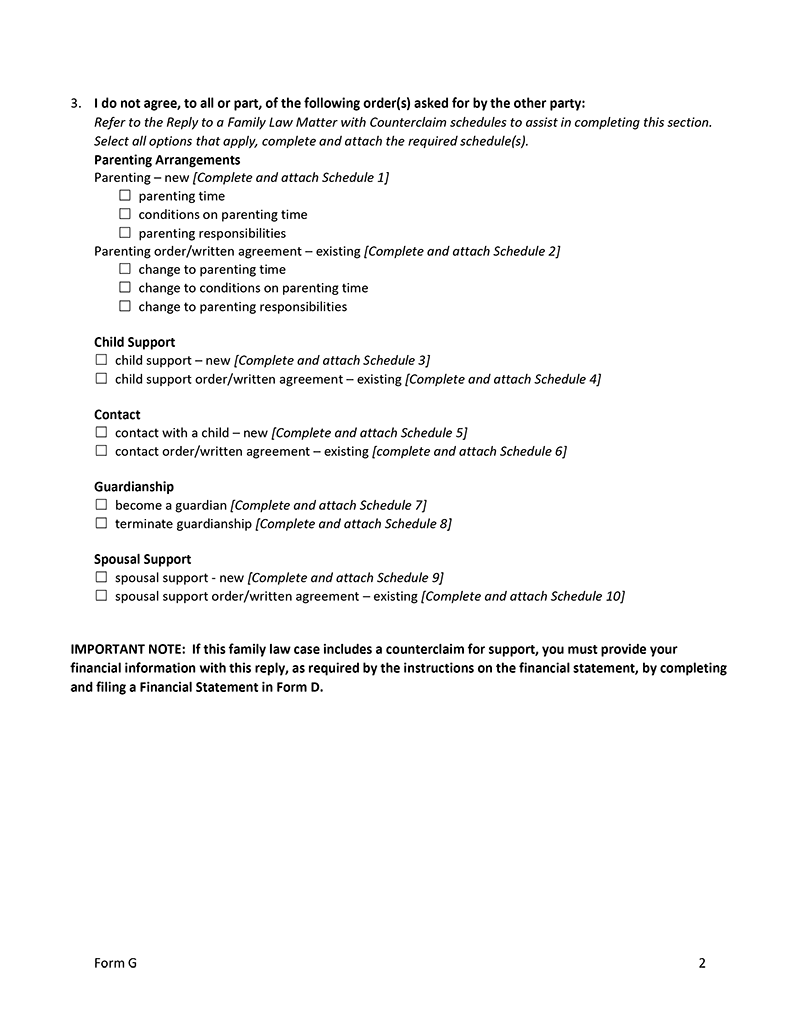 3. I do not agree, to all or part, of the following order(s) asked for by the other party:
Refer to the Reply to a Family Law Matter with Counterclaim schedules to assist in completing this section.
Select all options that apply, complete and attach the required schedule(s).
Parenting Arrangements
Parenting – new [Complete and attach Schedule 1]
☐ parenting time
☐ conditions on parenting time
☐ parenting responsibilities
Parenting order/written agreement – existing [Complete and attach Schedule 2]
☐ change to parenting time
☐ change to conditions on parenting time
☐ change to parenting responsibilities
Child Support
☐ child support – new [Complete and attach Schedule 3]
☐ child support order/written agreement – existing [Complete and attach Schedule 4]
Contact
☐ contact with a child – new [Complete and attach Schedule 5]
☐ contact order/written agreement – existing [complete and attach Schedule 6]
Guardianship
☐ become a guardian [Complete and attach Schedule 7]
☐ terminate guardianship [Complete and attach Schedule 8]
Spousal Support
☐ spousal support - new [Complete and attach Schedule 9]
☐ spousal support order/written agreement – existing [Complete and attach Schedule 10]
IMPORTANT NOTE: If this family law case includes a counterclaim for support, you must provide your
financial information with this reply, as required by the instructions on the financial statement, by completing
and filing a Financial Statement in Form D.
Form G 2